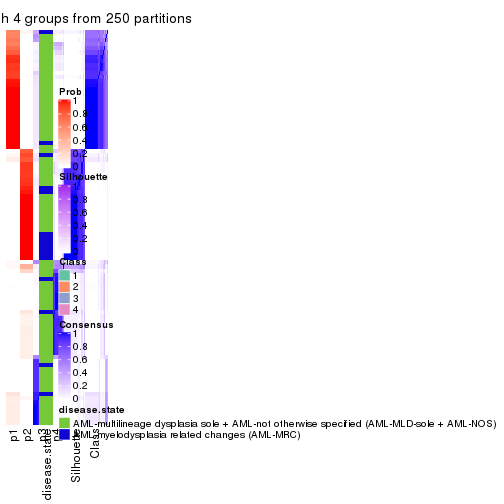 h 4 groups from 250 partitions
Prob
1
0.8
0.6
0.4
0.2
0
Silhouette
1
0.8
0.6
0.4
0.2
0
Class
1
2
3
4
Consensus
1
0.8
0.6
0.4
0.2
0
disease.state
AML-multilineage dysplasia sole + AML-not otherwise specified (AML-MLD-sole + AML-NOS)
AML-myelodysplasia related changes (AML-MRC)
p1
p2
p3
p4
Silhouette
Class
disease.state